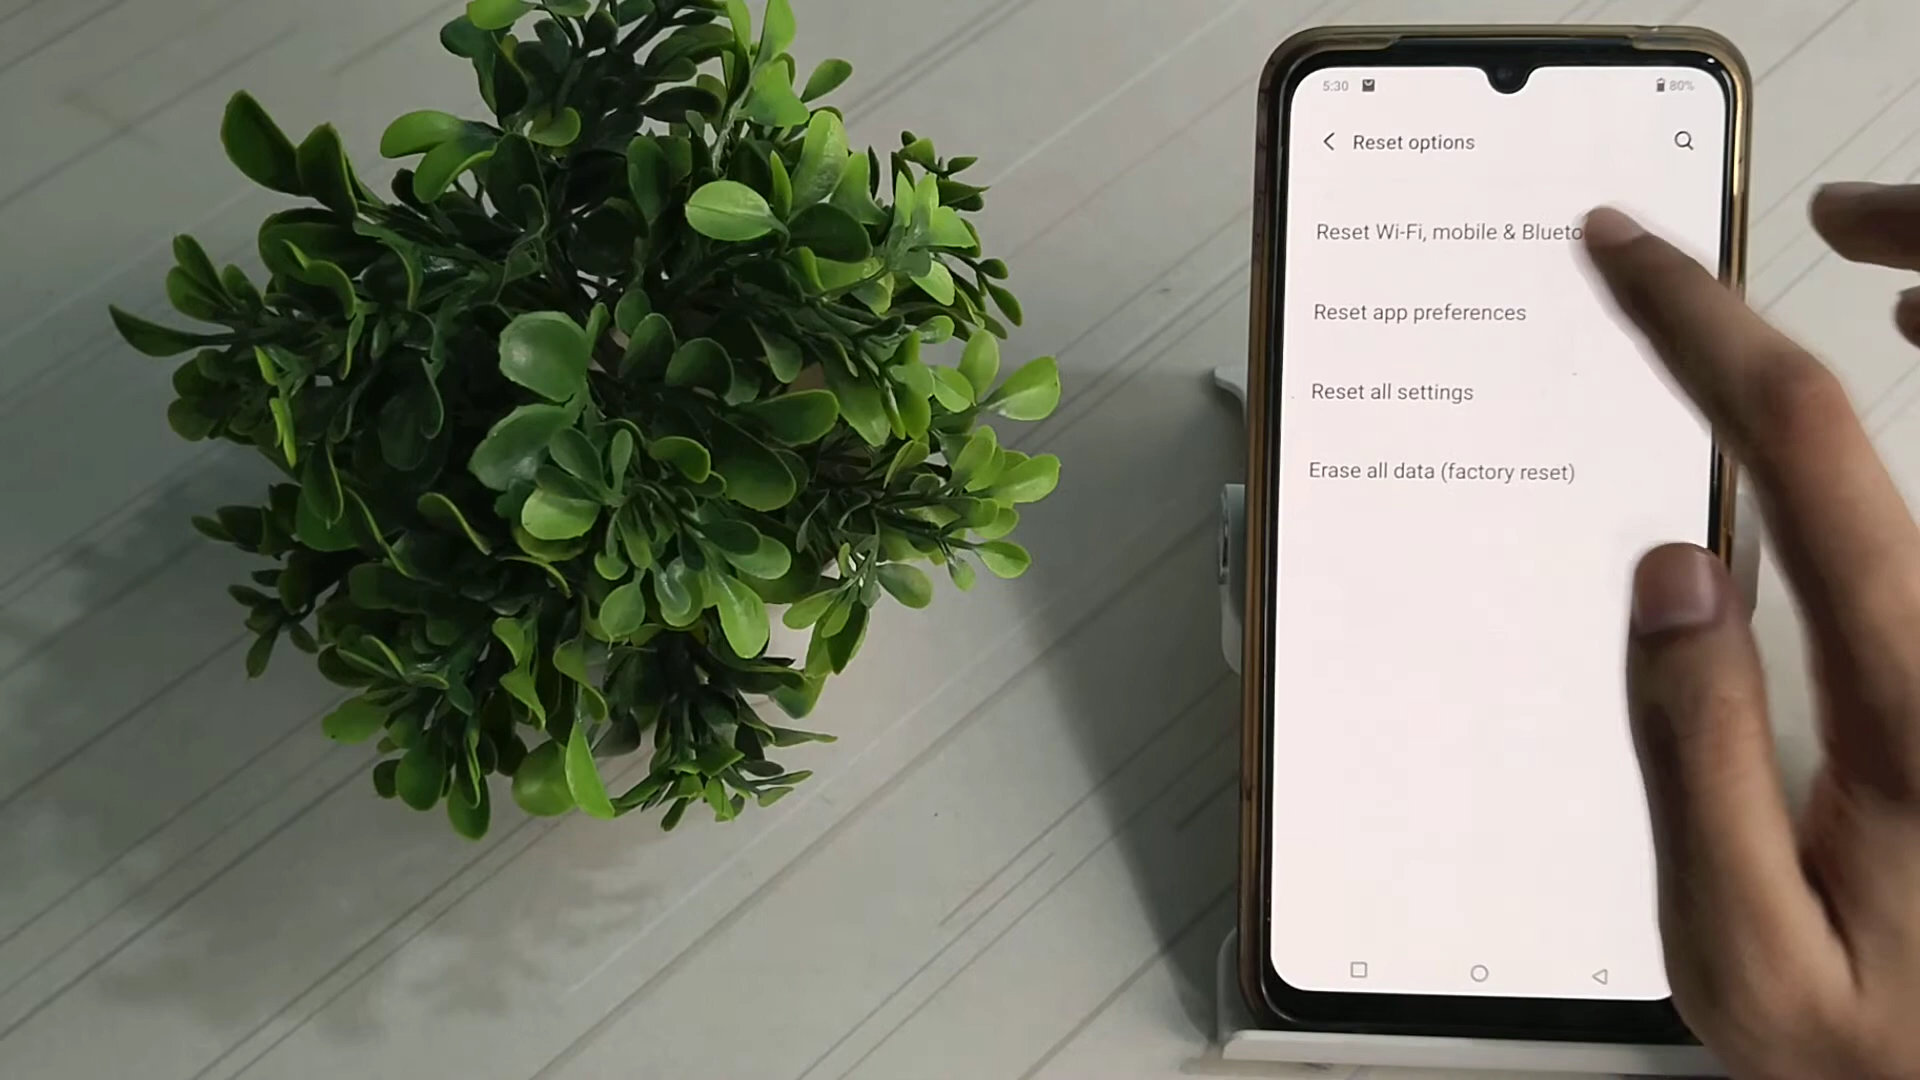 5:30 80%
Reset options
Reset Wi-Fi, mobile &
Reset app preferences
Reset all settings
Erase all data (factory reset)